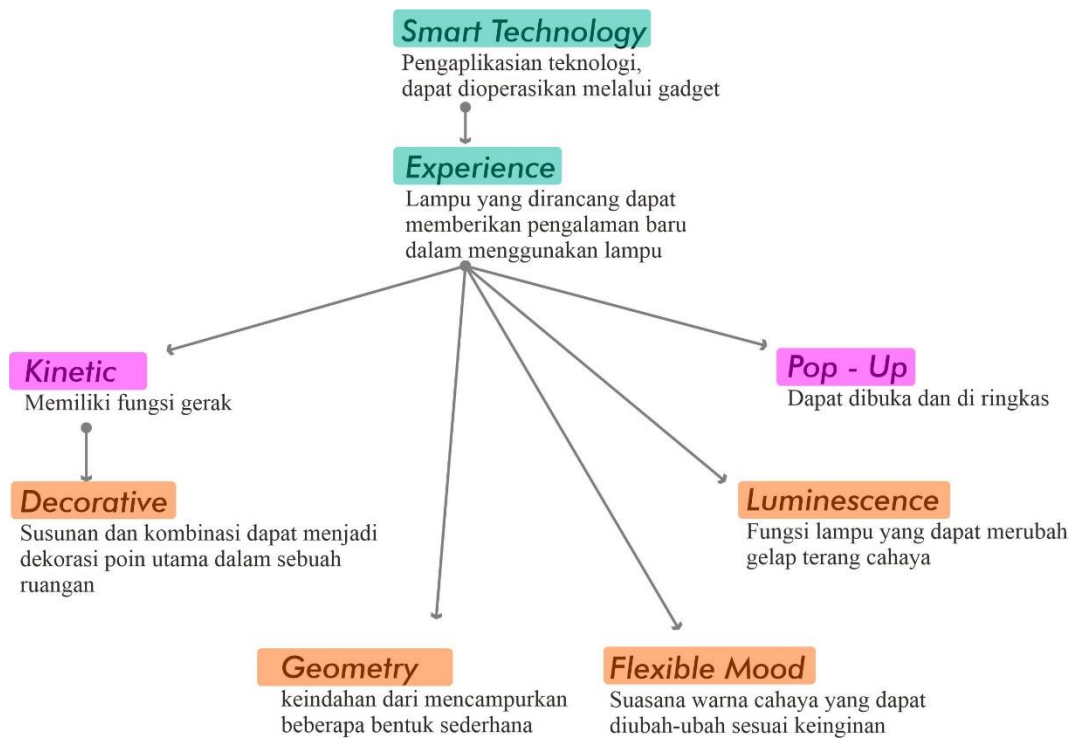 Smart Technology
Pengaplikasian teknologi,
dapat dioperasikan melalui gadget
Experience
Lampu yang dirancang dapat
memberikan pengalaman baru
dalam menggunakan lampu
Kinetic
Memiliki fungsi gerak
Pop - Up
Dapat dibuka dan di ringkas
Decorative
Susunan dan kombinasi dapat menjadi
dekorasi poin utama dalam sebuah
ruangan
Luminescence
Fungsi lampu yang dapat merubah
gelap terang cahaya
Geometry
keindahan dari mencampurkan
beberapa bentuk sederhana
Flexible Mood
Suasana warna cahaya yang dapat
diubah-ubah sesuai keinginan